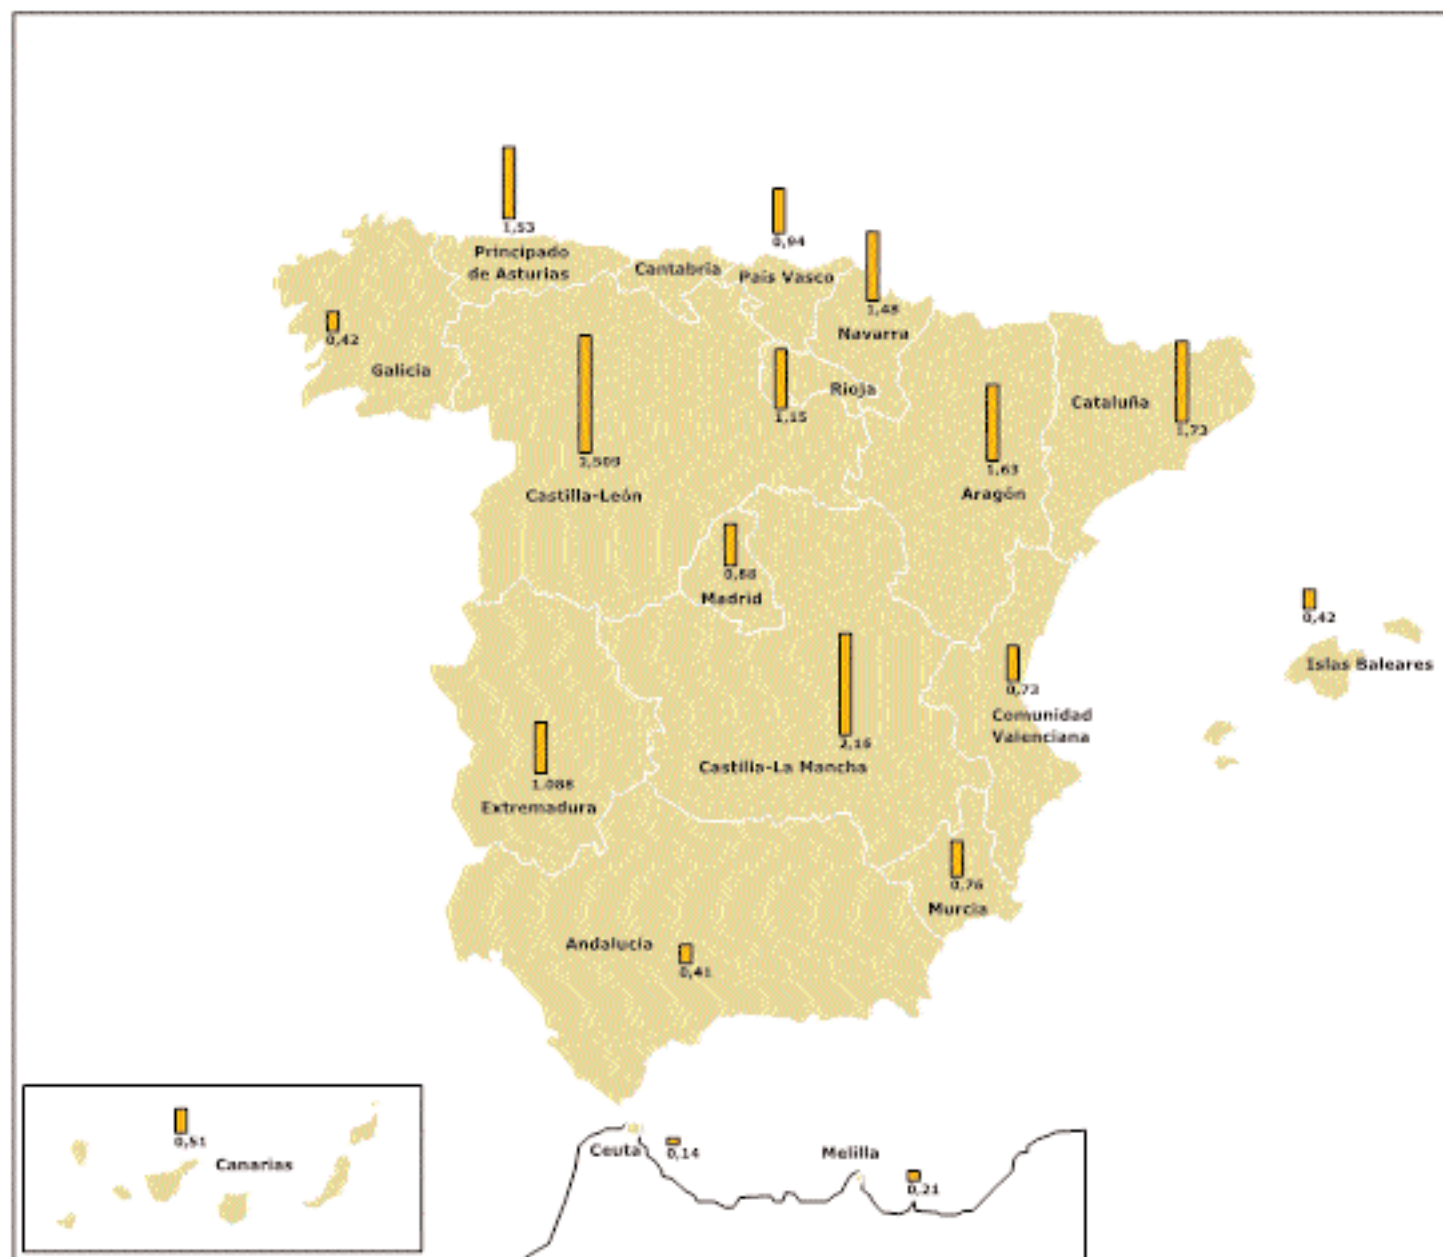 1,53
Principado
de Asturias
Cantabria
0,94
País Vasco
1,48
Navarra
0,42
Galicia
2,509
Castilla-León
1,15
Rioja
1,63
Aragón
Cataluña
1,73
0,88
Madrid
0,42
Islas Baleares
0,73
Comunidad
Valenciana
2,16
Castilla-La Mancha
1.088
Extremadura
0,76
Murcia
Andalucía
0,41
0,51
Canarias
Ceuta
0,14
Melilla
0,21